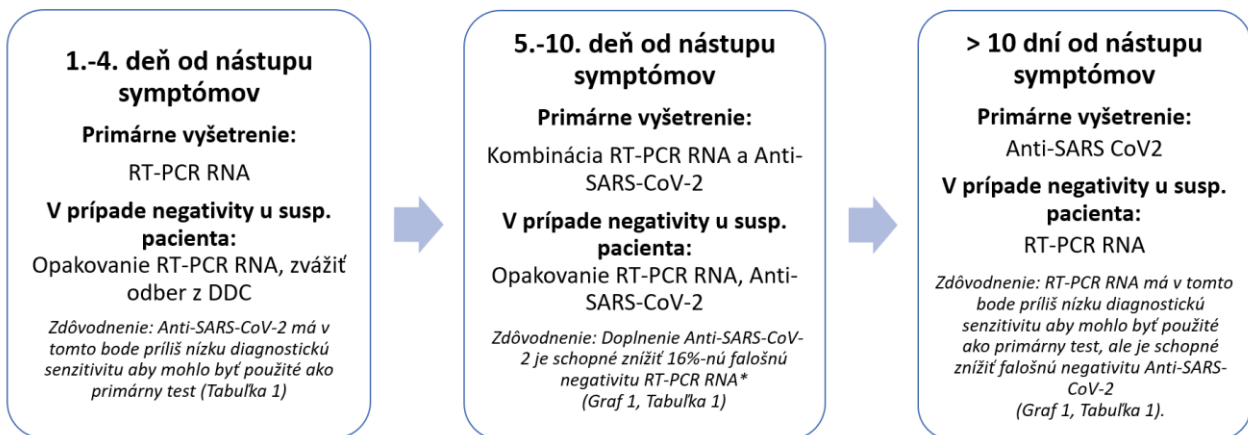 1.-4. deň od nástupu
symptómov
Primárne vyšetrenie:
RT-PCR RNA
V prípade negativity u susp.
pacienta:
Opakovanie RT-PCR RNA, zvážiť
odber z DDC
Zdôvodnenie: Anti-SARS-CoV-2 má v
tomto bode príliš nízku diagnostickú
senzitivitu aby mohlo byť použité ako
primárny test (Tabuľka 1)
5.-10. deň od nástupu
symptómov
Primárne vyšetrenie:
Kombinácia RT-PCR RNA a Anti-
SARS-CoV-2
V prípade negativity u susp.
pacienta:
Opakovanie RT-PCR RNA, Anti-
SARS-CoV-2
Zdôvodnenie: Doplnenie Anti-SARS-CoV-
2 je schopné znížiť 16%-nú falošnú
negativitu RT-PCR RNA*
(Graf 1, Tabuľka 1)
> 10 dní od nástupu
symptómov
Primárne vyšetrenie:
Anti-SARS CoV2
V prípade negativity u susp.
pacienta:
RT-PCR RNA
Zdôvodnenie: RT-PCR RNA má v tomto
bode príliš nízku diagnostickú
senzitivitu aby mohlo byť použité
ako primárny test, ale je schopné
znížiť falošnú negativitu Anti-SARS-
CoV-2
(Graf 1, Tabuľka 1).